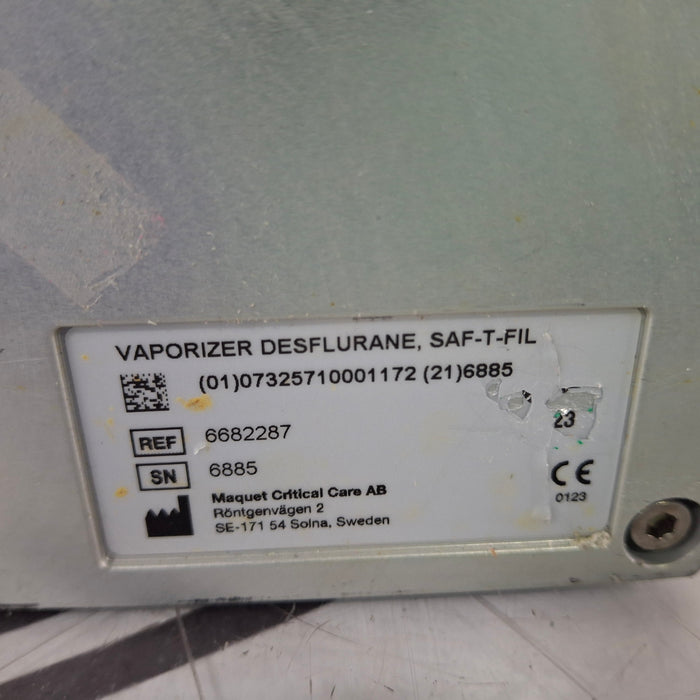 VAPORIZER DESFLURANE, SAF-T-FIL
(01)07325710001172 (21)6885
23
REF 6682287
SN 6885
Maquet Critical Care AB
Röntgenvägen 2
SE-171 54 Solna, Sweden
CE
0123